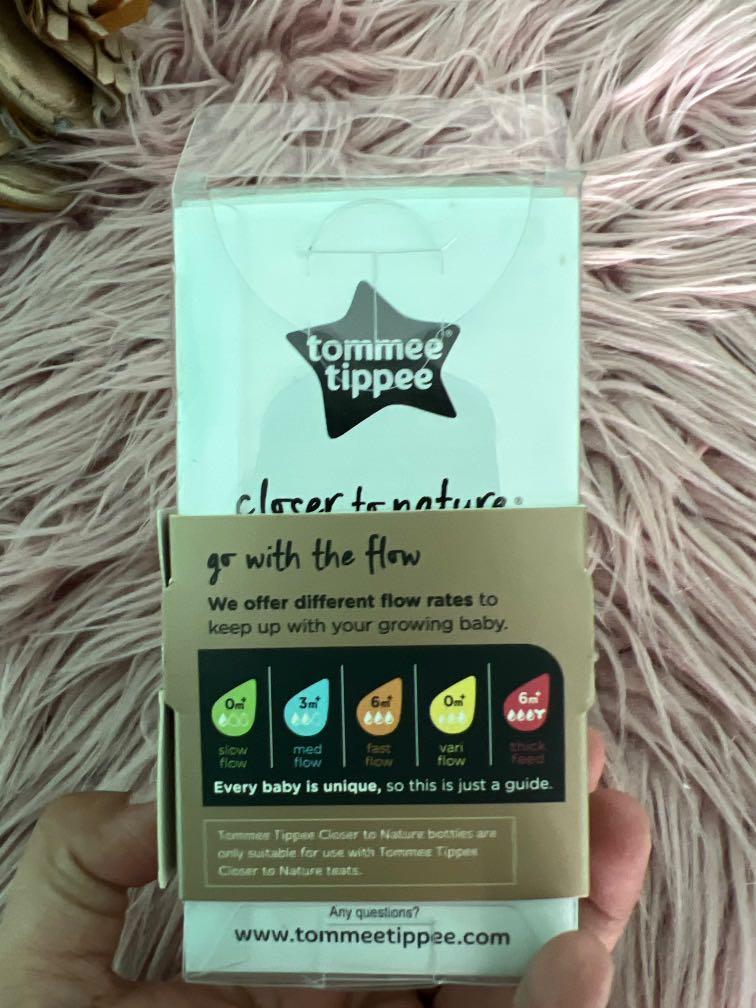 tommee®
tippee
closer to nature®
go with the flow
We offer different flow rates to
keep up with your growing baby.
0m+ 3m+ 6m+ 0m+ 6m+
slow med fast vari thick
flow flow flow flow feed
Every baby is unique, so this is just a guide.
Tommee Tippee Closer to Nature bottles are
only suitable for use with Tommee Tippee
Closer to Nature teats.
Any questions?
www.tommeetippee.com